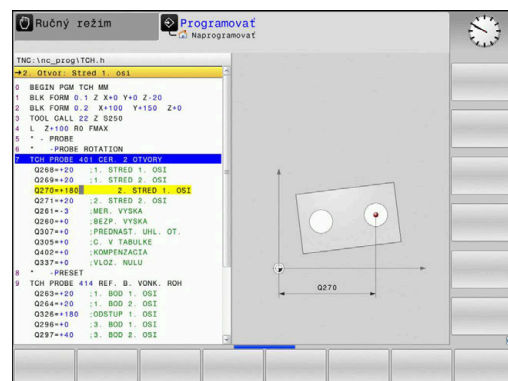 Ručný režim
Programovať
Naprogramovať
TNC:\nc_prog\TCH.h
→2. Otvor: Stred 1. osi
0 BEGIN PGM TCH MM
1 BLK FORM 0.1 Z X+0 Y+0 Z-20
2 BLK FORM 0.2 X+100 Y+150 Z+0
3 TOOL CALL 22 Z S250
4 L Z+100 R0 FMAX
5 * - PROBE
6 * -PROBE ROTATION
7 TCH PROBE 401 CER. 2 OTVORY
Q268=+20 ;1. STRED 1. OSI
Q269=+20 ;1. STRED 2. OSI
Q270=+180 2. STRED 1. OSI
Q271=+20 ;2. STRED 2. OSI
Q261=-3 ;MER. VYSKA
Q260=+0 ;BEZP. VYSKA
Q307=+0 ;PREDNAST. UHL. OT.
Q305=+0 ;C. V TABULKE
Q402=+0 ;KOMPENZACIA
Q337=+0 ;VLOZ. NULU
8 * -PRESET
9 TCH PROBE 414 REF. B. VONK. ROH
Q263=+20 ;1. BOD 1. OSI
Q264=+20 ;1. BOD 2. OSI
Q326=+180 ;ODSTUP 1. OSI
Q296=+0 ;3. BOD 1. OSI
Q297=+40 ;3. BOD 2. OSI
Q270